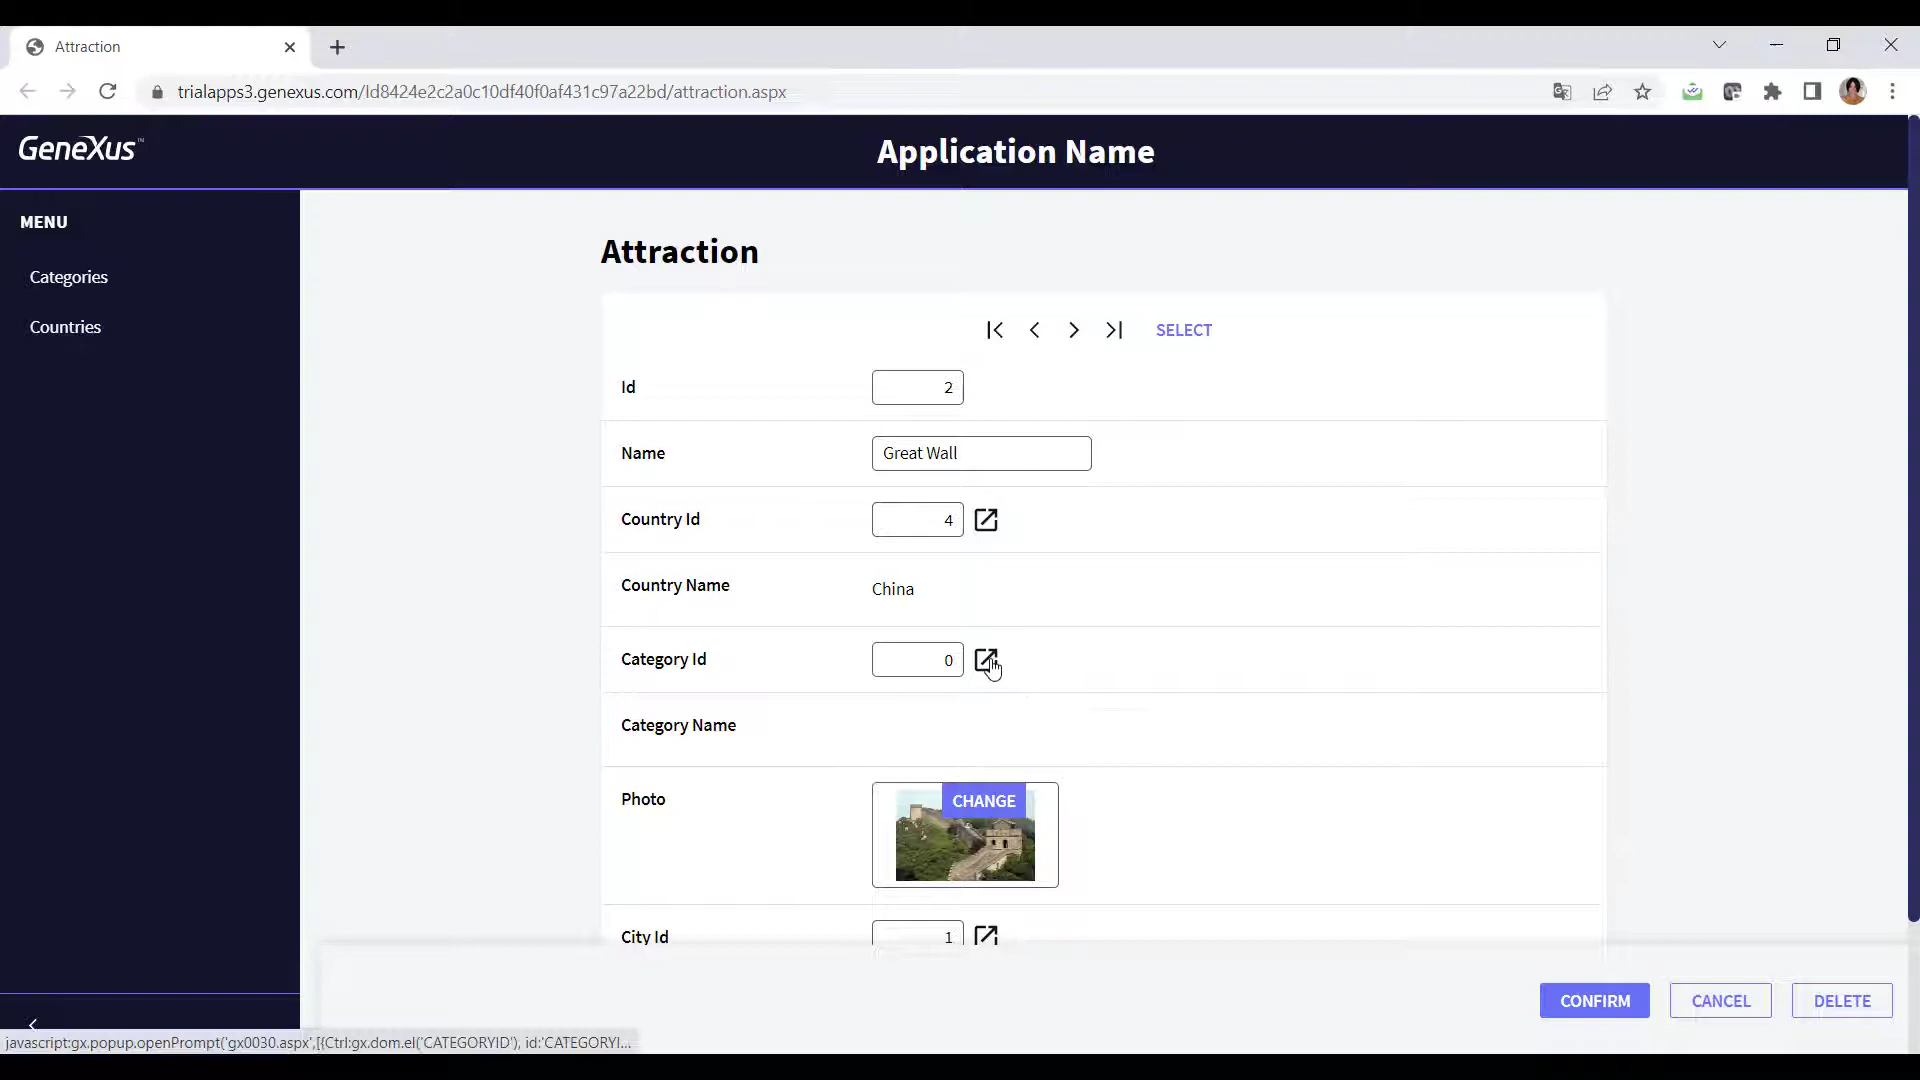 Attraction
trialapps3.genexus.com/Id8424e2c2a0c10df40f0af431c97a22bd/attraction.aspx
GeneXus™
Application Name
MENU
Categories
Countries
Attraction
SELECT
Id 2
Name Great Wall
Country Id 4
Country Name China
Category Id 0
Category Name
Photo CHANGE
City Id 1
CONFIRM CANCEL DELETE
javascript:gx.popup.openPrompt('gx0030.aspx',[{Ctrl:gx.dom.el('CATEGORYID'), id:'CATEGORYI...